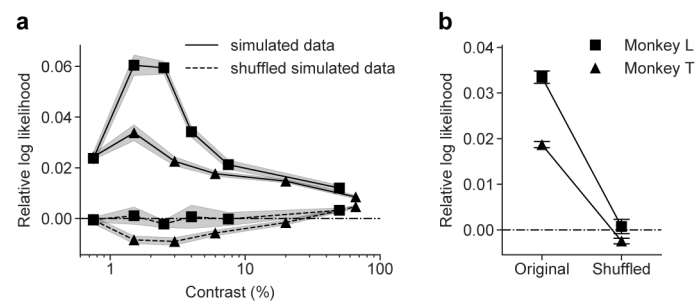 a
simulated data
shuffled simulated data
Relative log likelihood
0.06
0.04
0.02
0.00
1
10
100
Contrast (%)
b
Monkey L
Monkey T
Relative log likelihood
0.04
0.03
0.02
0.01
0.00
Original
Shuffled